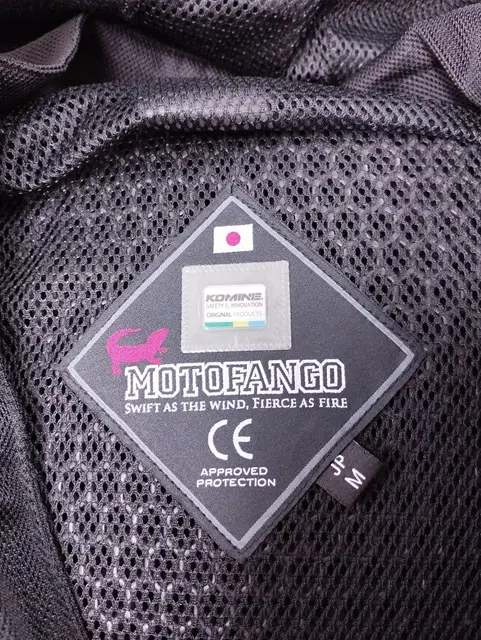 KOMINE
SAFETY & INNOVATION
ORIGINAL PRODUCTS
MOTOFANGO
SWIFT AS THE WIND, FIERCE AS FIRE
CE
APPROVED
PROTECTION
JP
M